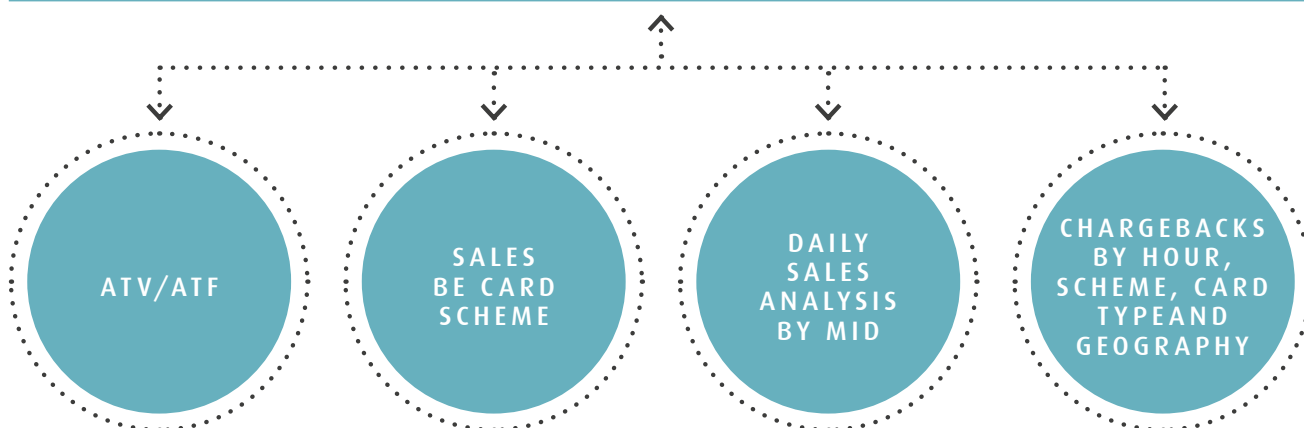 ATV/ATF
SALES
BE CARD
SCHEME
DAILY
SALES
ANALYSIS
BY MID
CHARGEBACKS
BY HOUR,
SCHEME, CARD
TYPEAND
GEOGRAPHY